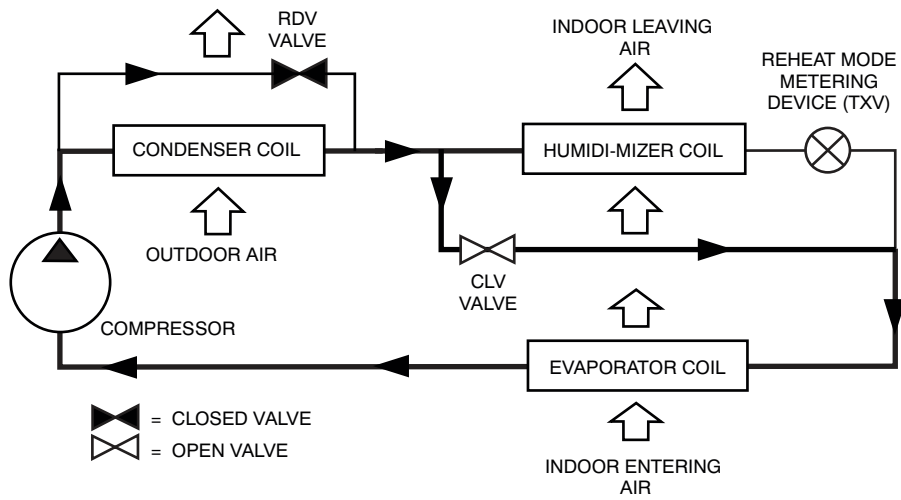 RDV
VALVE
INDOOR LEAVING
AIR
REHEAT MODE
METERING
DEVICE (TXV)
CONDENSER COIL
HUMIDI-MIZER COIL
OUTDOOR AIR
CLV
VALVE
COMPRESSOR
EVAPORATOR COIL
= CLOSED VALVE
= OPEN VALVE
INDOOR ENTERING
AIR